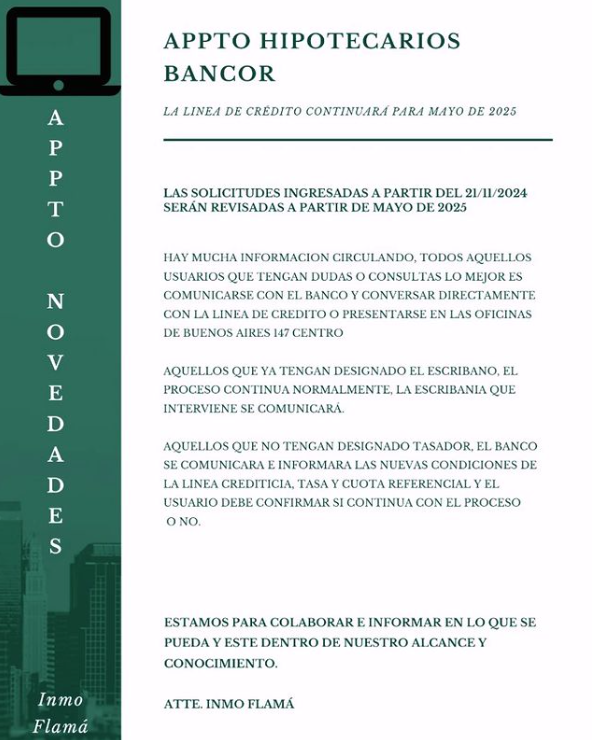 APPTO NOVEDADES
Inmo
Flamá
APPTO HIPOTECARIOS
BANCOR
LA LINEA DE CRÉDITO CONTINUARÁ PARA MAYO DE 2025
LAS SOLICITUDES INGRESADAS A PARTIR DEL 21/11/2024
SERÁN REVISADAS A PARTIR DE MAYO DE 2025
HAY MUCHA INFORMACION CIRCULANDO, TODOS AQUELLOS
USUARIOS QUE TENGAN DUDAS O CONSULTAS LO MEJOR ES
COMUNICARSE CON EL BANCO Y CONVERSAR DIRECTAMENTE
CON LA LINEA DE CREDITO O PRESENTARSE EN LAS OFICINAS
DE BUENOS AIRES 147 CENTRO
AQUELLOS QUE YA TENGAN DESIGNADO EL ESCRIBANO, EL
PROCESO CONTINUA NORMALMENTE, LA ESCRIBANIA QUE
INTERVIENE SE COMUNICARÁ.
AQUELLOS QUE NO TENGAN DESIGNADO TASADOR, EL BANCO
SE COMUNICARA E INFORMARA LAS NUEVAS CONDICIONES DE
LA LINEA CREDITICIA, TASA Y CUOTA REFERENCIAL Y EL
USUARIO DEBE CONFIRMAR SI CONTINUA CON EL PROCESO
O NO.
ESTAMOS PARA COLABORAR E INFORMAR EN LO QUE SE
PUEDA Y ESTE DENTRO DE NUESTRO ALCANCE Y
CONOCIMIENTO.
ATTE. INMO FLAMÁ